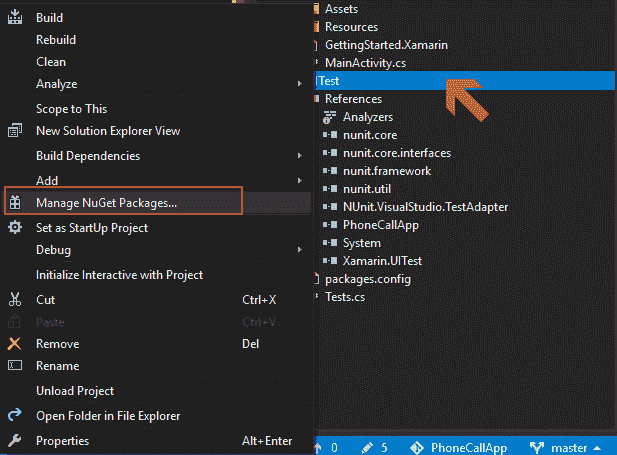 Build
Rebuild
Clean
Analyze
Scope to This
New Solution Explorer View
Build Dependencies
Add
Manage NuGet Packages...
Set as StartUp Project
Debug
Initialize Interactive with Project
Cut Ctrl+X
Paste Ctrl+V
Remove Del
Rename
Unload Project
Open Folder in File Explorer
Properties Alt+Enter
Assets
Resources
GettingStarted.Xamarin
MainActivity.cs
Test
References
Analyzers
nunit.core
nunit.core.interfaces
nunit.framework
nunit.util
NUnit.VisualStudio.TestAdapter
PhoneCallApp
System
Xamarin.UITest
packages.config
Tests.cs
0 5 PhoneCallApp master